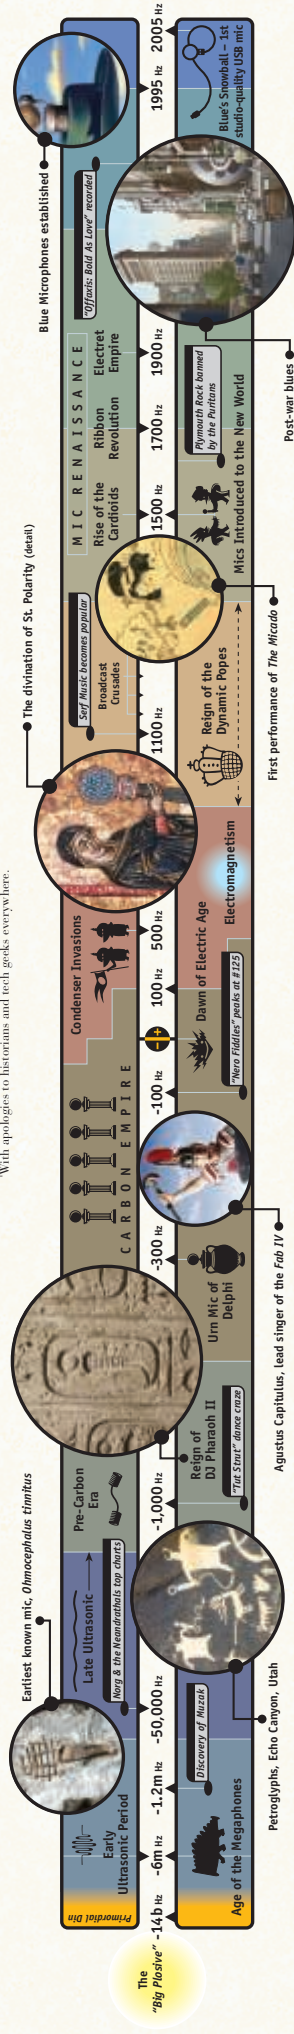 ¹With apologies to historians and tech geeks everywhere.
The
"Big Plosive"
Primordial Din
Early
Ultrasonic Period
Earliest known mic, Ohmocephalus tinnitus
Late Ultrasonic
Norg & the Neandrathals top charts
Pre-Carbon
Era
CARBON EMPIRE
Condenser Invasions
The divination of St. Polarity (detail)
Serf Music becomes popular
Broadcast
Crusades
MIC RENAISSANCE
Rise of the
Cardioids
Ribbon
Revolution
Electret
Empire
"Offaxis: Bold As Love" recorded
Blue Microphones established
-14b Hz
-6m Hz
-1.2m Hz
-50,000 Hz
-1,000 Hz
-300 Hz
-100 Hz
- +
100 Hz
500 Hz
1100 Hz
1500 Hz
1700 Hz
1900 Hz
1995 Hz
2005 Hz
Age of the Megaphones
Discovery of Muzak
Petroglyphs, Echo Canyon, Utah
"Tut Strut" dance craze
Reign of
DJ Pharaoh II
Urn Mic of
Delphi
Agustus Capitulus, lead singer of the Fab IV
"Nero Fiddles" peaks at #125
Dawn of Electric Age
Electromagnetism
Reign of the
Dynamic Popes
First performance of The Micado
Mics Introduced to the New World
Plymouth Rock banned
by the Puritans
Post-war blues
Blue's Snowball – 1st
studio-quality USB mic